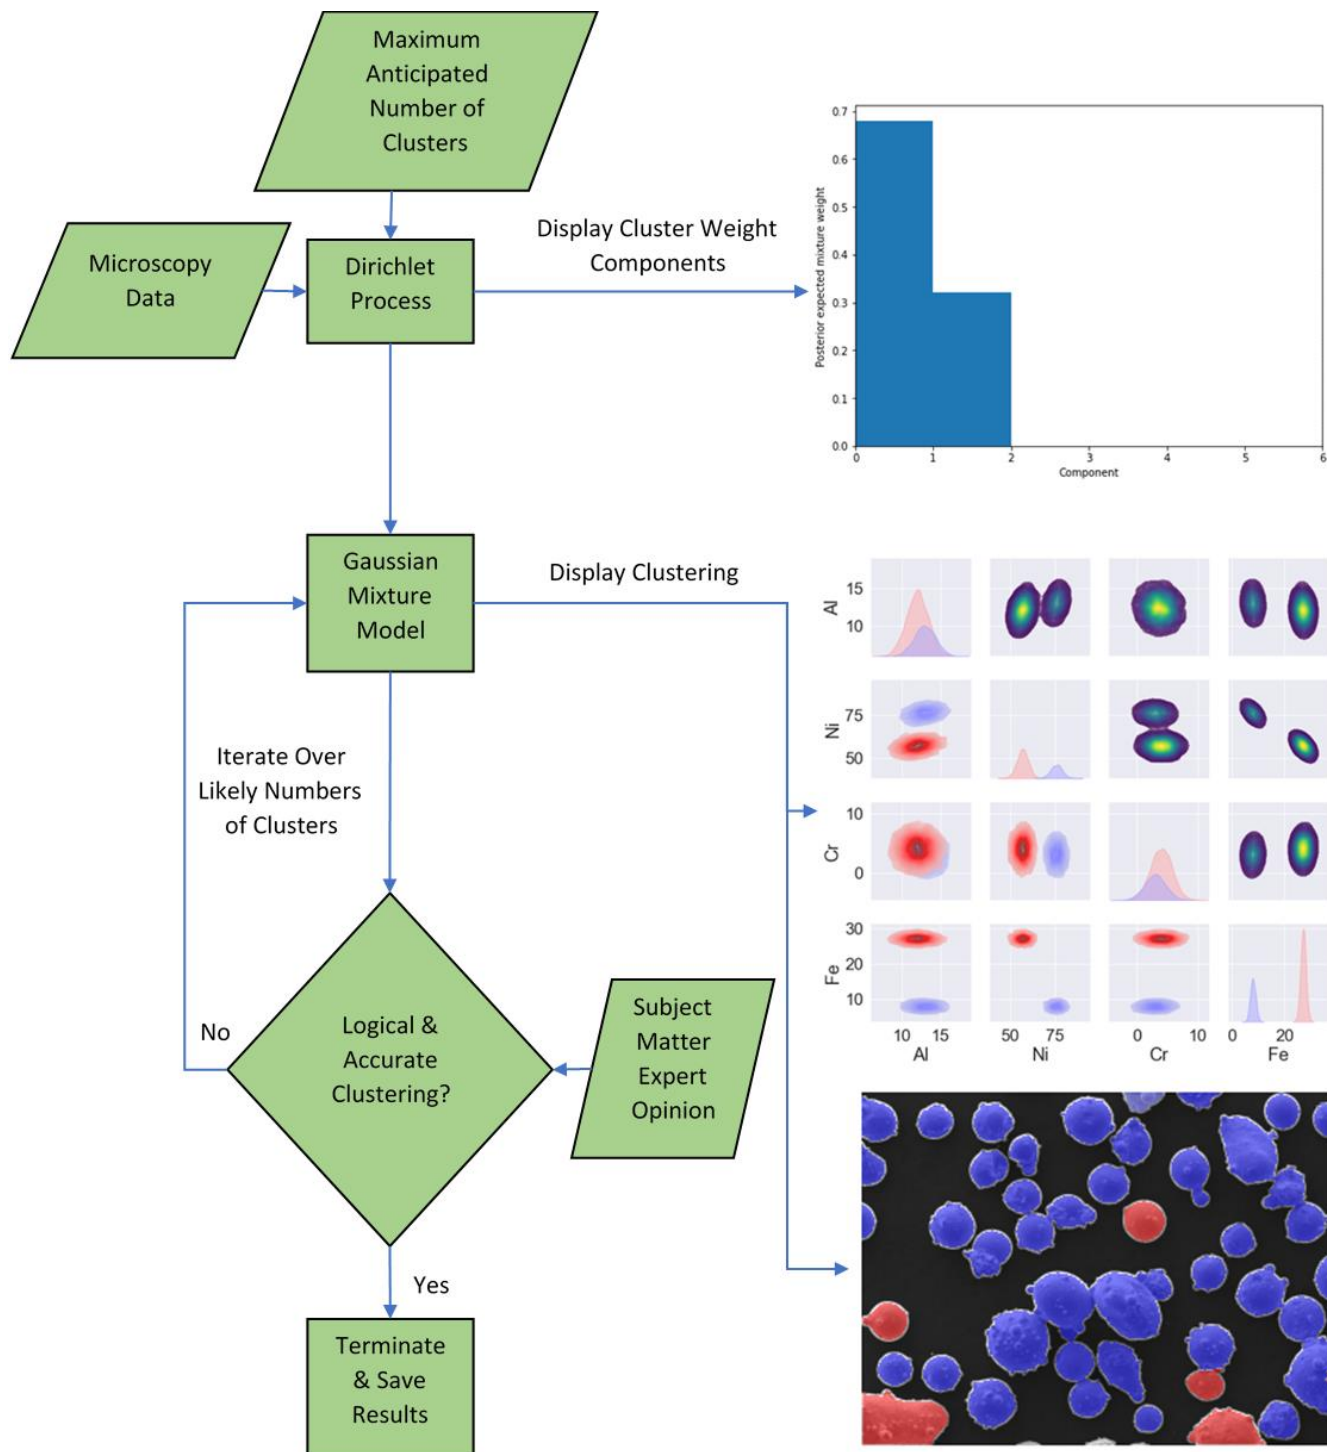 Maximum
Anticipated
Number of
Clusters
Microscopy
Data
Dirichlet
Process
Display Cluster Weight
Components
Posterior expected mixture weight
0.7
0.6
0.5
0.4
0.3
0.2
0.1
0.0
0 1 2 3 4 5 6
Component
Gaussian
Mixture
Model
Display Clustering
Iterate Over
Likely Numbers
of Clusters
Al
15
10
Ni
75
50
Cr
10
0
Fe
30
20
10
10 15 50 75 0 10 0 20
Al Ni Cr Fe
No
Logical &
Accurate
Clustering?
Subject
Matter
Expert
Opinion
Yes
Terminate
& Save
Results